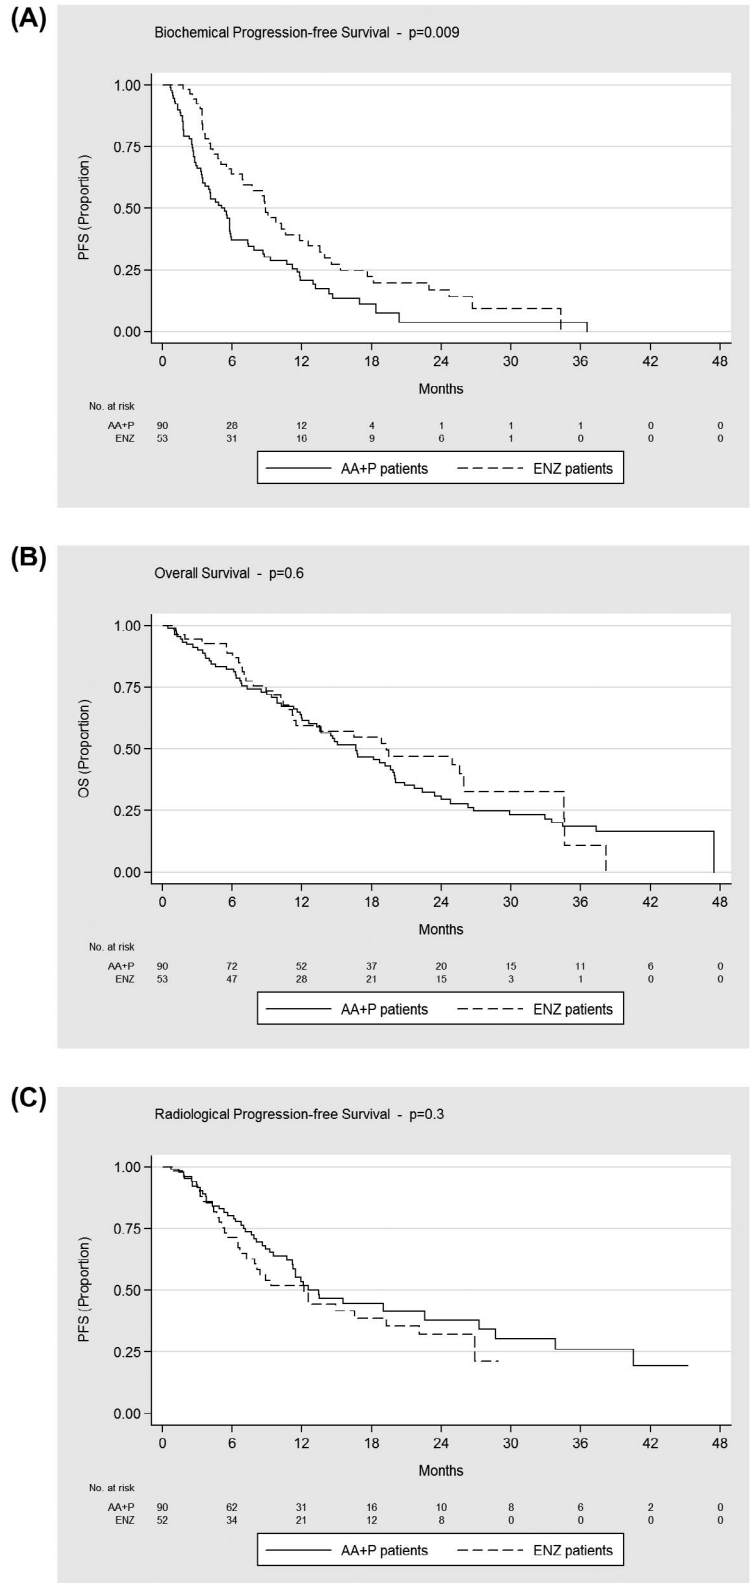 (A)
Biochemical Progression-free Survival - p=0.009
PFS (Proportion)
1.00
0.75
0.50
0.25
0.00
0 6 12 18 24 30 36 42 48
Months
No. at risk
AA+P 90 28 12 4 1 1 1 0 0
ENZ 53 31 16 9 6 1 0 0 0
AA+P patients ENZ patients
(B)
Overall Survival - p=0.6
OS (Proportion)
1.00
0.75
0.50
0.25
0.00
0 6 12 18 24 30 36 42 48
Months
No. at risk
AA+P 90 72 52 37 20 15 11 6 0
ENZ 53 47 28 21 15 3 1 0 0
AA+P patients ENZ patients
(C)
Radiological Progression-free Survival - p=0.3
PFS (Proportion)
1.00
0.75
0.50
0.25
0.00
0 6 12 18 24 30 36 42 48
Months
No. at risk
AA+P 90 62 31 16 10 8 6 2 0
ENZ 52 34 21 12 8 0 0 0 0
AA+P patients ENZ patients